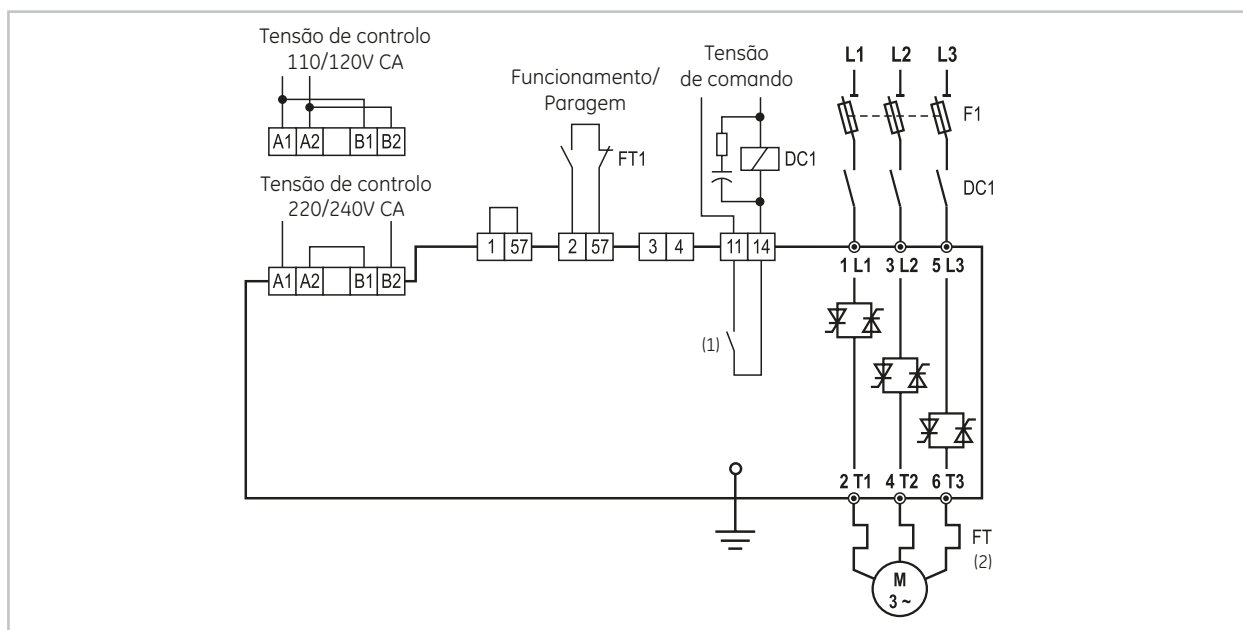 Tensão de controlo
110/120V CA
A1 A2 B1 B2
Tensão de controlo
220/240V CA
A1 A2 B1 B2
Funcionamento/
Paragem
FT1
1 57
2 57
3 4
Tensão
de comando
DC1
11 14
(1)
L1 L2 L3
F1
DC1
1 L1 3 L2 5 L3
2 T1 4 T2 6 T3
FT
(2)
M
3 ~